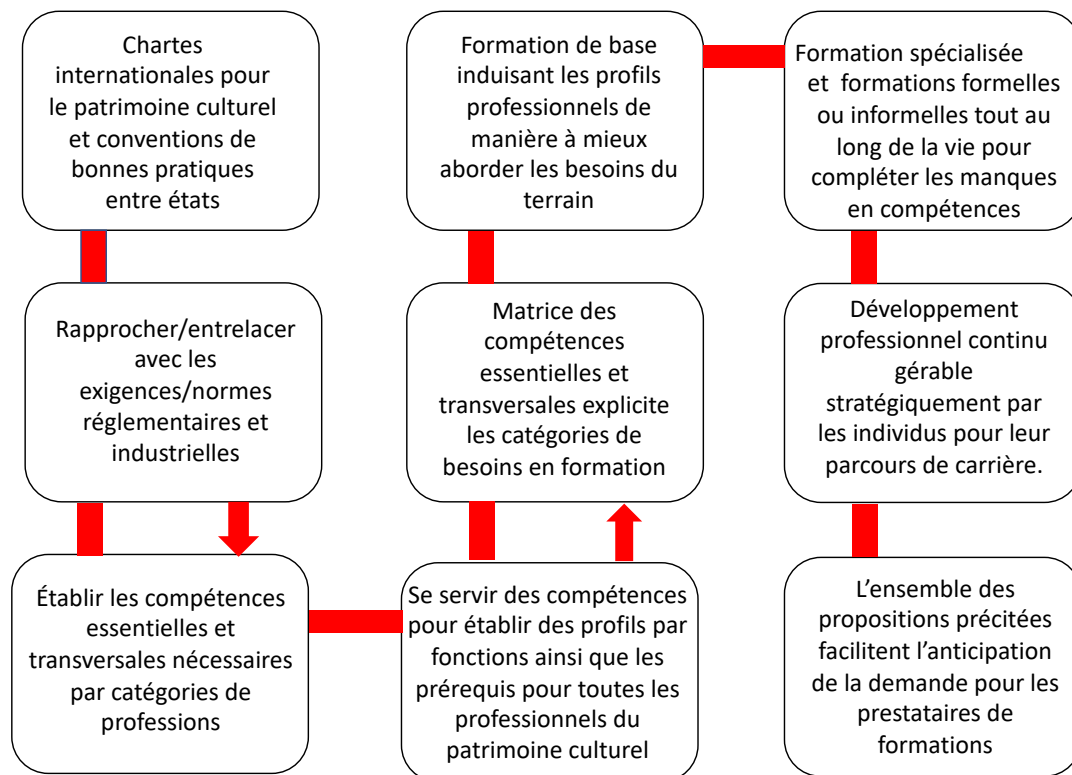 Chartes
internationales pour
le patrimoine culturel
et conventions de
bonnes pratiques
entre états
Rapprocher/entrelacer
avec les
exigences/normes
réglementaires et
industrielles
Établir les compétences
essentielles et
transversales nécessaires
par catégories de
professions
Se servir des compétences
pour établir des profils par
fonctions ainsi que les
prérequis pour toutes les
professionnels du
patrimoine culturel
Matrice des
compétences
essentielles et
transversales explicite
les catégories de
besoins en formation
Formation de base
induisant les profils
professionnels de
manière à mieux
aborder les besoins du
terrain
Formation spécialisée
et formations formelles
ou informelles tout au
long de la vie pour
compléter les manques
en compétences
Développement
professionnel continu
gérable
stratégiquement par
les individus pour leur
parcours de carrière.
L’ensemble des
propositions précitées
facilitent l’anticipation
de la demande pour les
prestataires de
formations